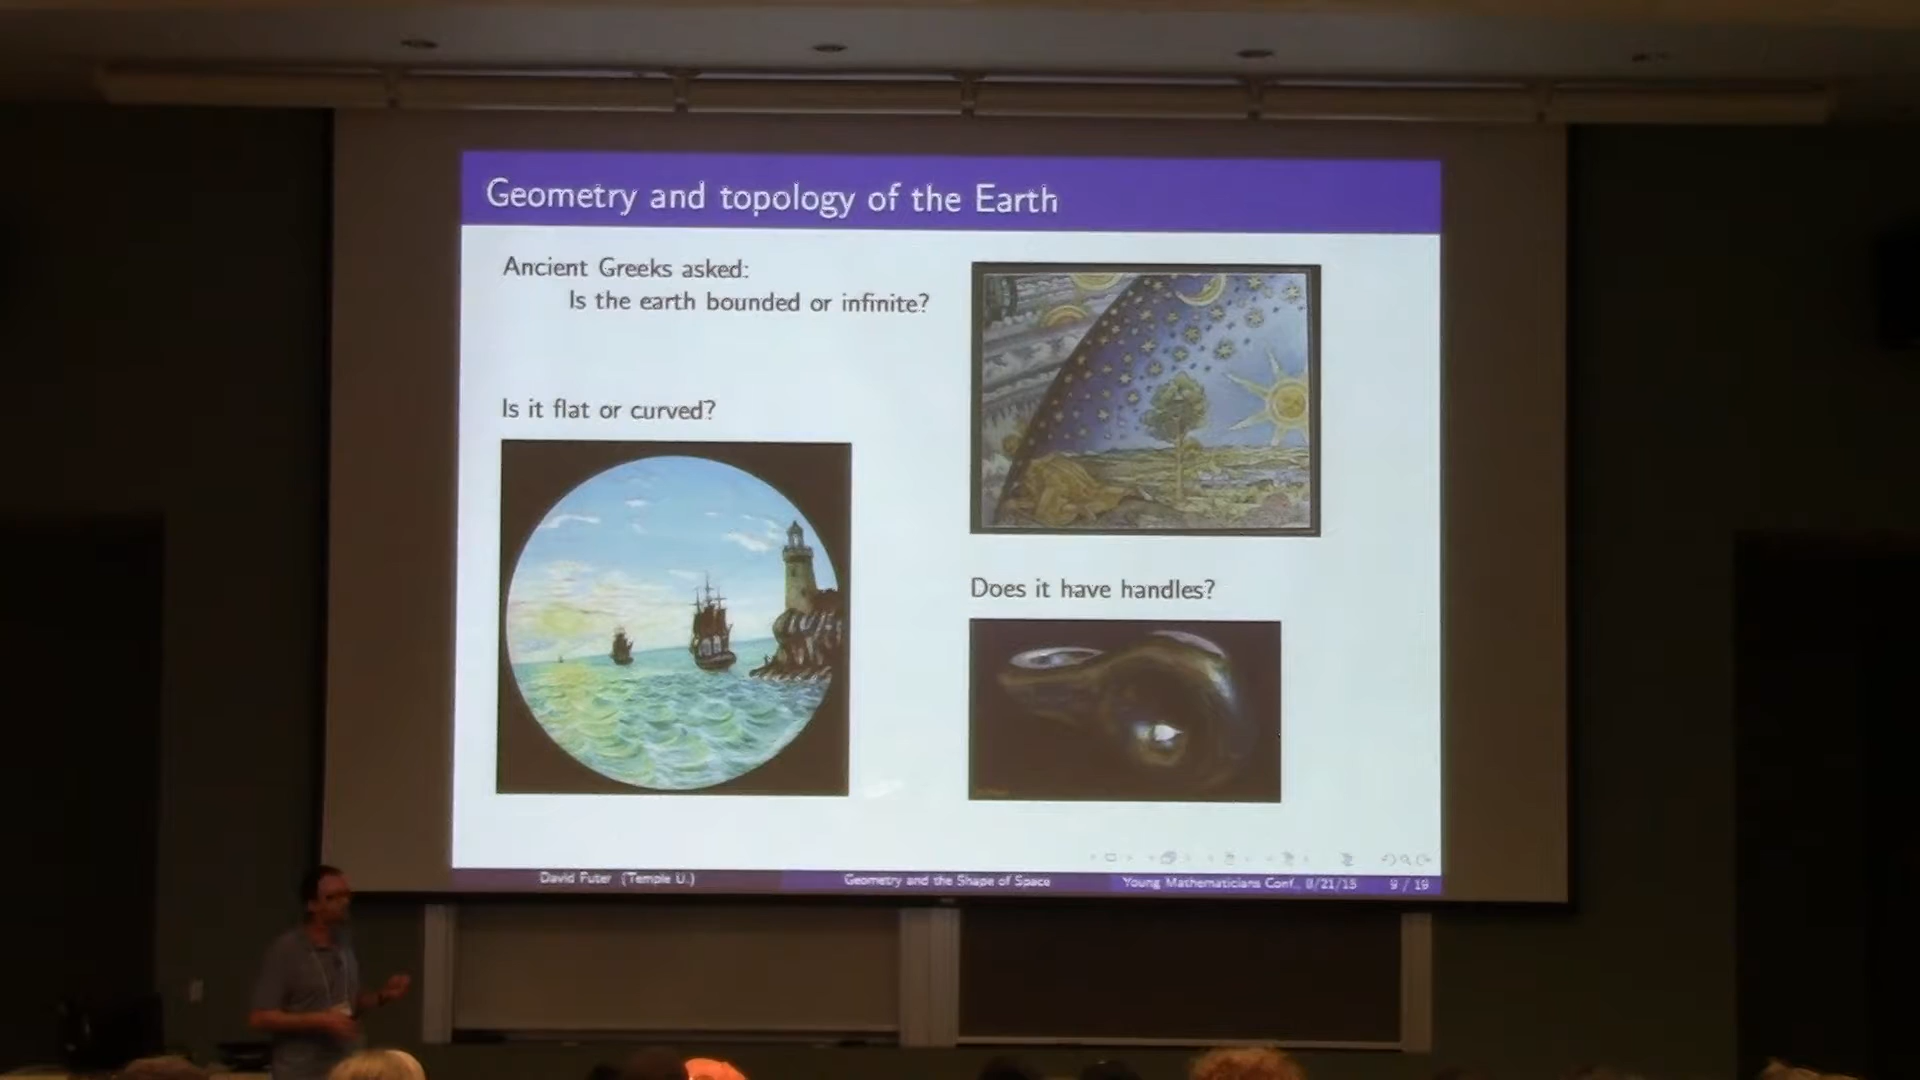 Geometry and topology of the Earth
Ancient Greeks asked:
Is the earth bounded or infinite?
Is it flat or curved?
Does it have handles?
David Futer (Temple U.)
Geometry and the Shape of Space
Young Mathematicians Conf., 8/21/15
9 / 19